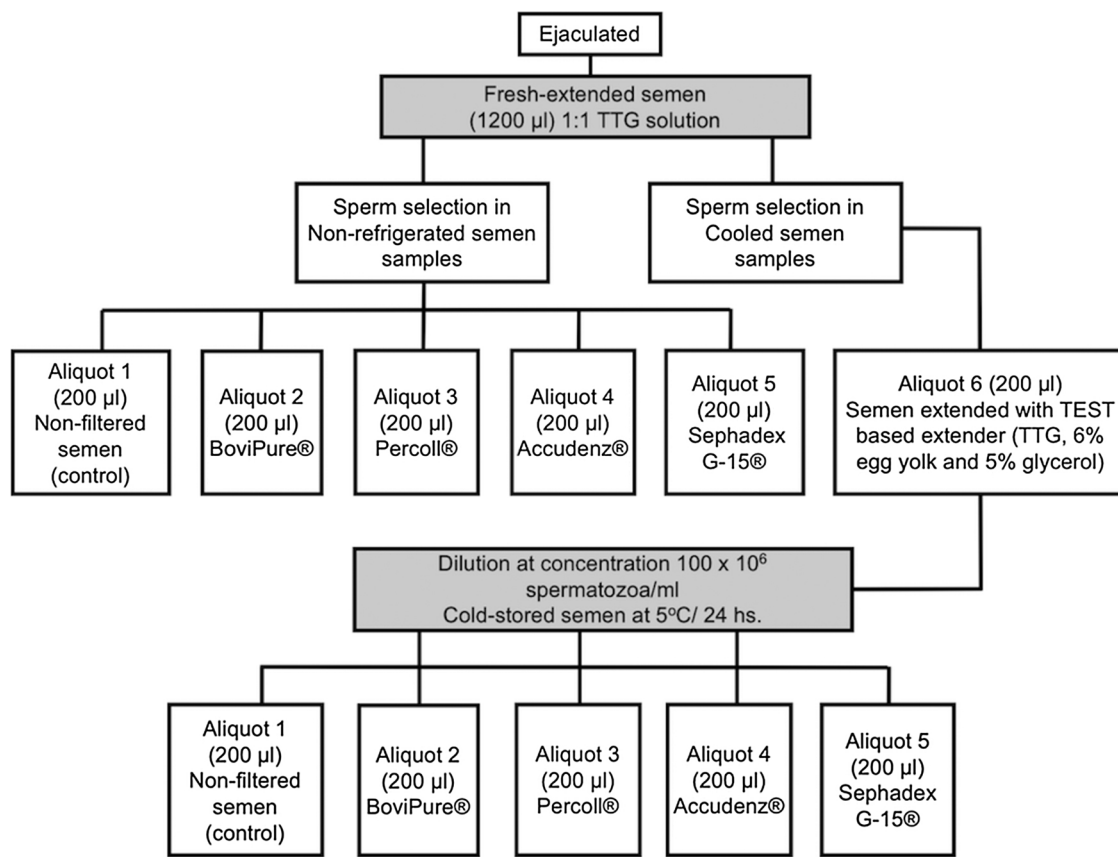 Ejaculated
Fresh-extended semen
(1200 µl) 1:1 TTG solution
Sperm selection in
Non-refrigerated semen
samples
Sperm selection in
Cooled semen
samples
Aliquot 1
(200 µl)
Non-filtered
semen
(control)
Aliquot 2
(200 µl)
BoviPure®
Aliquot 3
(200 µl)
Percoll®
Aliquot 4
(200 µl)
Accudenz®
Aliquot 5
(200 µl)
Sephadex
G-15®
Aliquot 6 (200 µl)
Semen extended with TEST
based extender (TTG, 6%
egg yolk and 5% glycerol)
Dilution at concentration 100 x 10⁶
spermatozoa/ml
Cold-stored semen at 5ºC/ 24 hs.
Aliquot 1
(200 µl)
Non-filtered
semen
(control)
Aliquot 2
(200 µl)
BoviPure®
Aliquot 3
(200 µl)
Percoll®
Aliquot 4
(200 µl)
Accudenz®
Aliquot 5
(200 µl)
Sephadex
G-15®